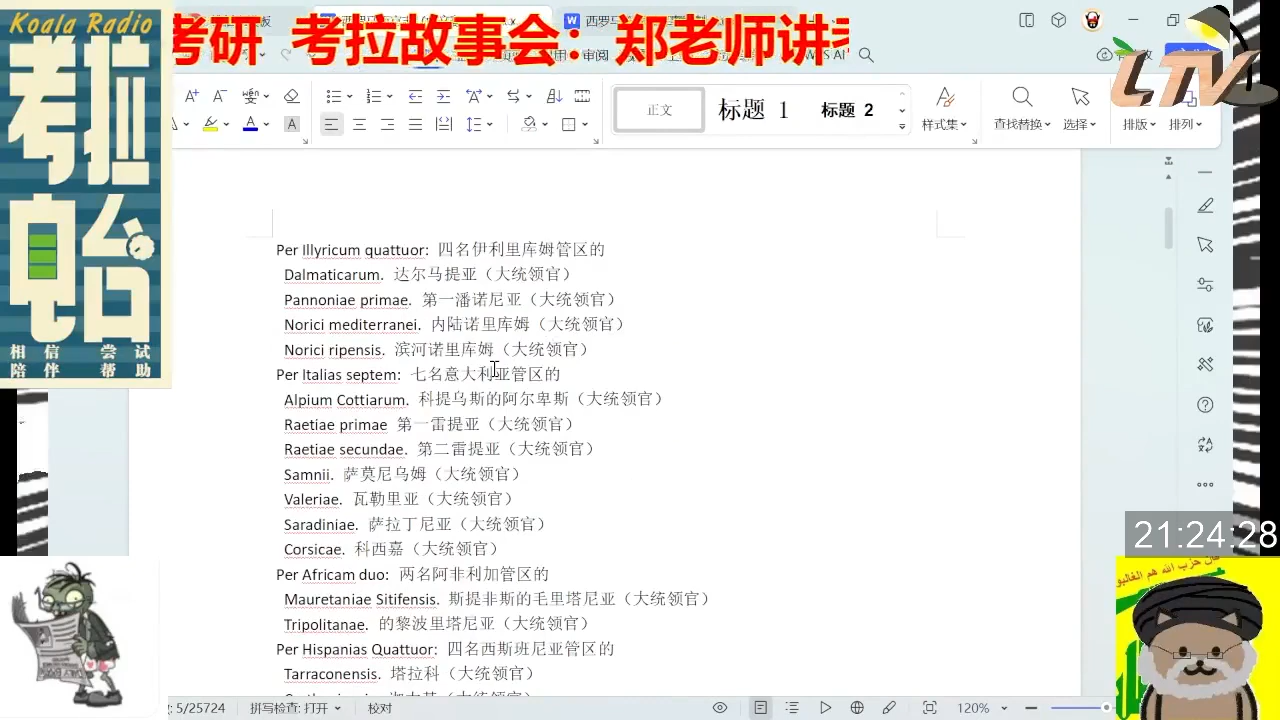 Koala Radio
考拉电台
相信 尝试
陪伴 帮助
考研 考拉故事会：郑老师讲
LTV
正文
标题 1
标题 2
样式集
查找替换
选择
排版
排列
Per Illyricum quattuor: 四名伊利里库姆管区的
Dalmaticarum. 达尔马提亚（大统领官）
Pannoniae primae. 第一潘诺尼亚（大统领官）
Norici mediterranei. 内陆诺里库姆（大统领官）
Norici ripensis. 滨河诺里库姆（大统领官）
Per Italias septem: 七名意大利亚管区的
Alpium Cottiarum. 科提乌斯的阿尔卑斯（大统领官）
Raetiae primae 第一雷提亚（大统领官）
Raetiae secundae. 第二雷提亚（大统领官）
Samnii. 萨莫尼乌姆（大统领官）
Valeriae. 瓦勒里亚（大统领官）
Saradiniae. 萨拉丁尼亚（大统领官）
Corsicae. 科西嘉（大统领官）
Per Africam duo: 两名阿非利加管区的
Mauretaniae Sitifensis. 斯提非斯的毛里塔尼亚（大统领官）
Tripolitanae. 的黎波里塔尼亚（大统领官）
Per Hispanias Quattuor: 四名西斯班尼亚管区的
Tarraconensis. 塔拉科（大统领官）
21:24:28
: 5/25724
拼写检查: 打开
校对
120%